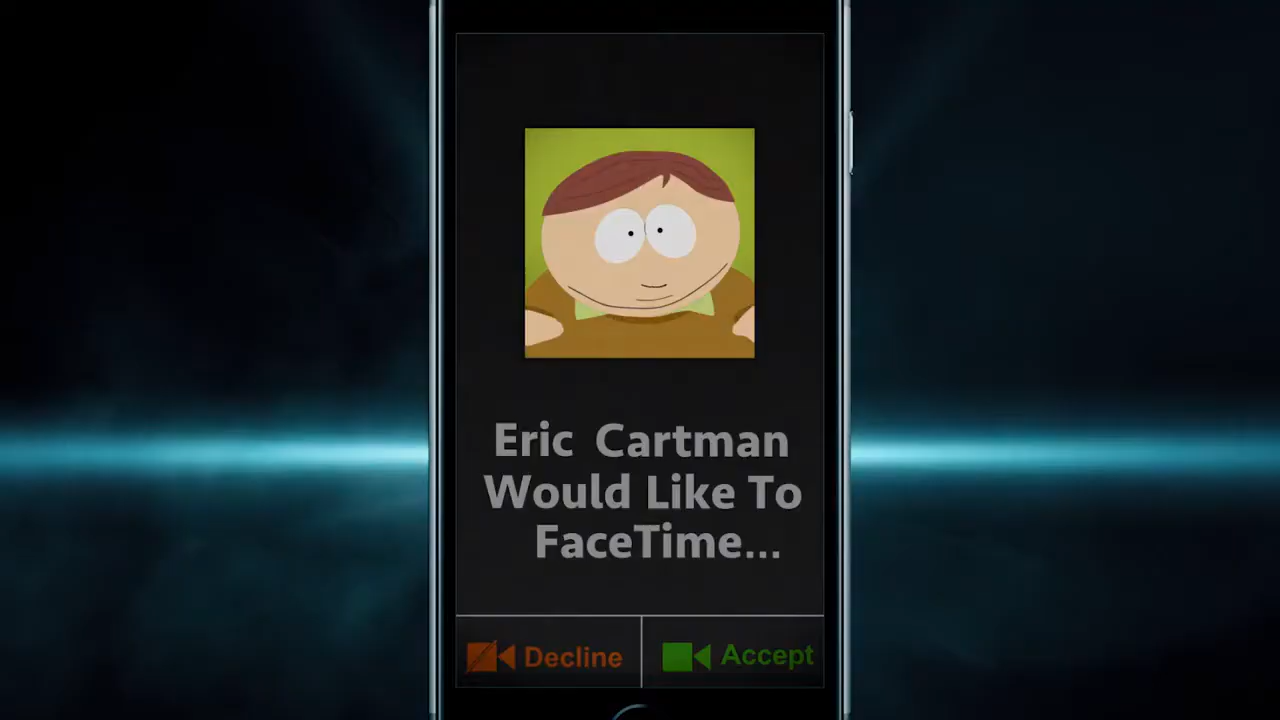 Eric Cartman
Would Like To
FaceTime...
Decline
Accept